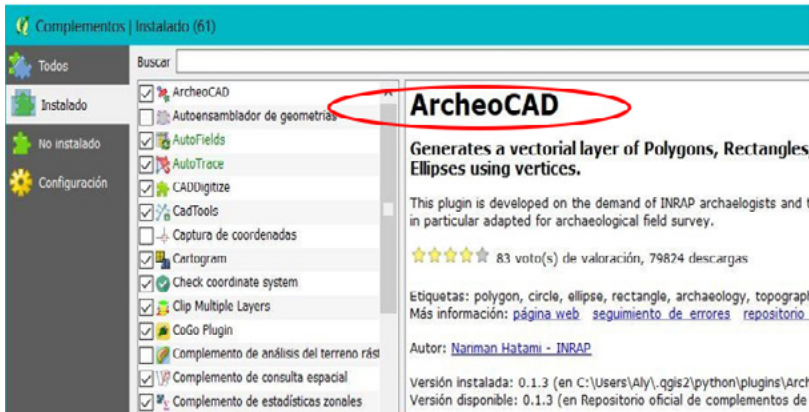 Complementos | Instalado (61)
Todos
Instalado
No instalado
Configuración
Buscar
ArcheoCAD
Autoensamblador de geometrías
AutoFields
AutoTrace
CADDigitize
CadTools
Captura de coordenadas
Cartogram
Check coordinate system
Clip Multiple Layers
CoGo Plugin
Complemento de análisis del terreno rást
Complemento de consulta espacial
Complemento de estadísticas zonales
ArcheoCAD
Generates a vectorial layer of Polygons, Rectangles,
Ellipses using vertices.
This plugin is developed on the demand of INRAP archaelogists and t
in particular adapted for archaeological field survey.
83 voto(s) de valoración, 79824 descargas
Etiquetas: polygon, circle, ellipse, rectangle, archaeology, topograph
Más información: página web seguimiento de errores repositorio
Autor: Nariman Hatami - INRAP
Versión instalada: 0.1.3 (en C:\Users\Aly\.qgis2\python\plugins\Arch
Versión disponible: 0.1.3 (en Repositorio oficial de complementos de